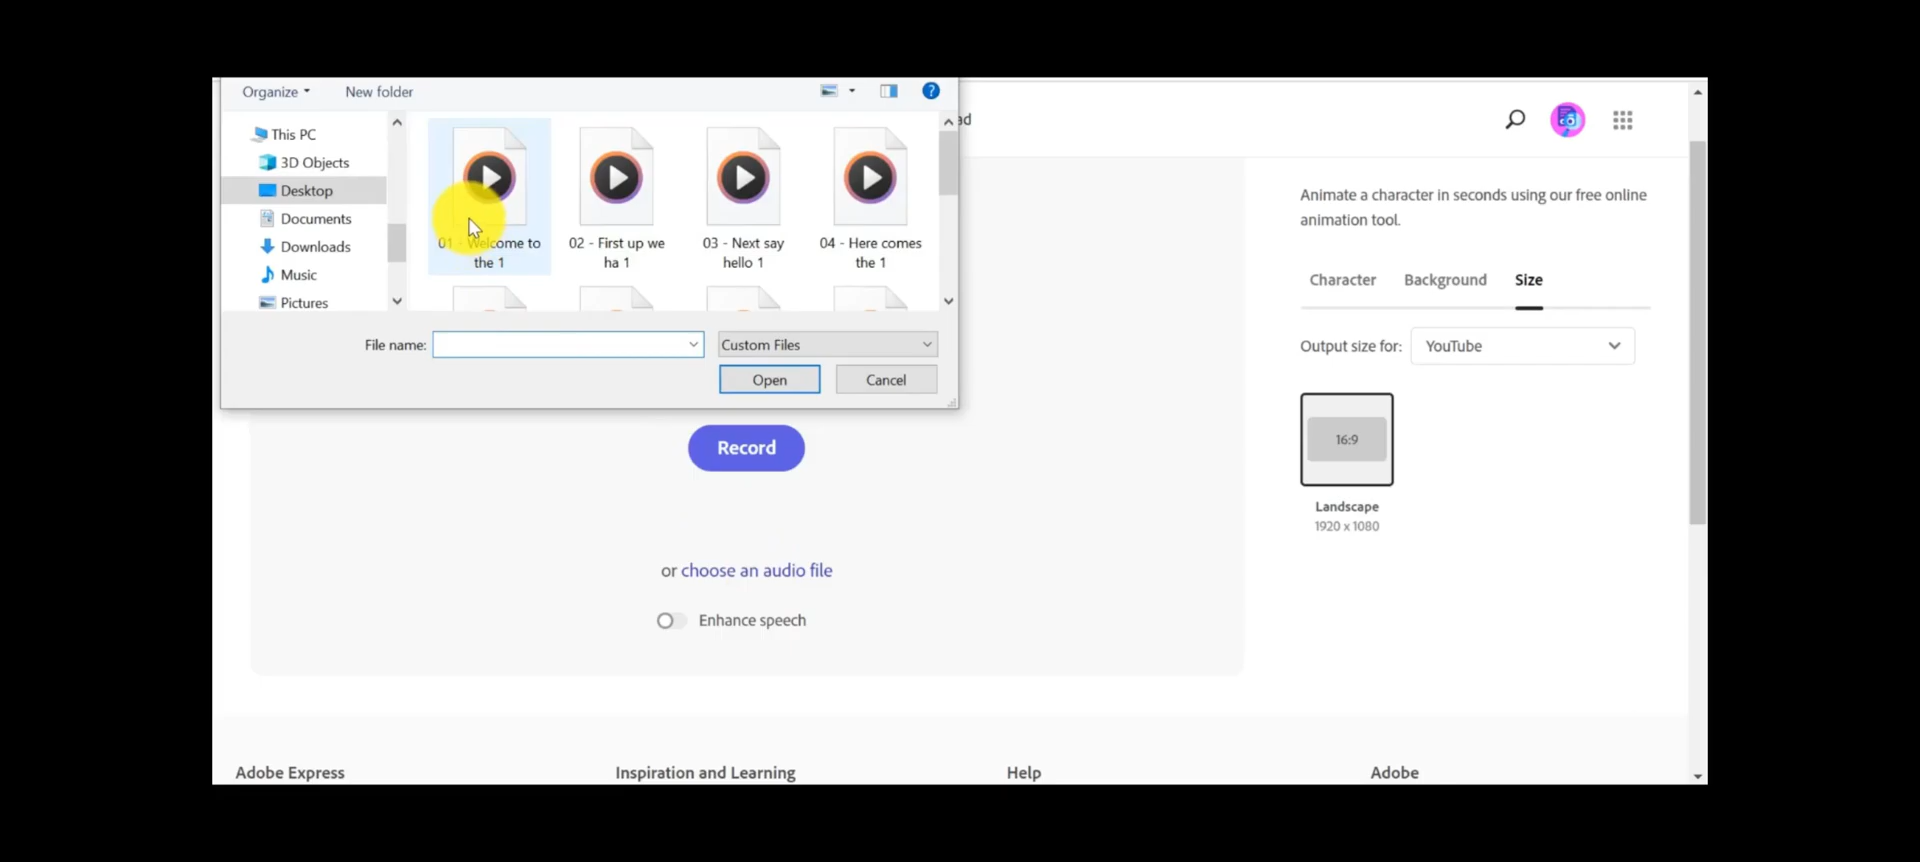 Organize
New folder
?
ad
This PC
3D Objects
Desktop
Documents
Downloads
Music
Pictures
01 - Welcome to
the 1
02 - First up we
ha 1
03 - Next say
hello 1
04 - Here comes
the 1
File name:
Custom Files
Open
Cancel
Record
or choose an audio file
Enhance speech
Animate a character in seconds using our free online
animation tool.
Character
Background
Size
Output size for:
YouTube
16:9
Landscape
1920 x 1080
Adobe Express
Inspiration and Learning
Help
Adobe